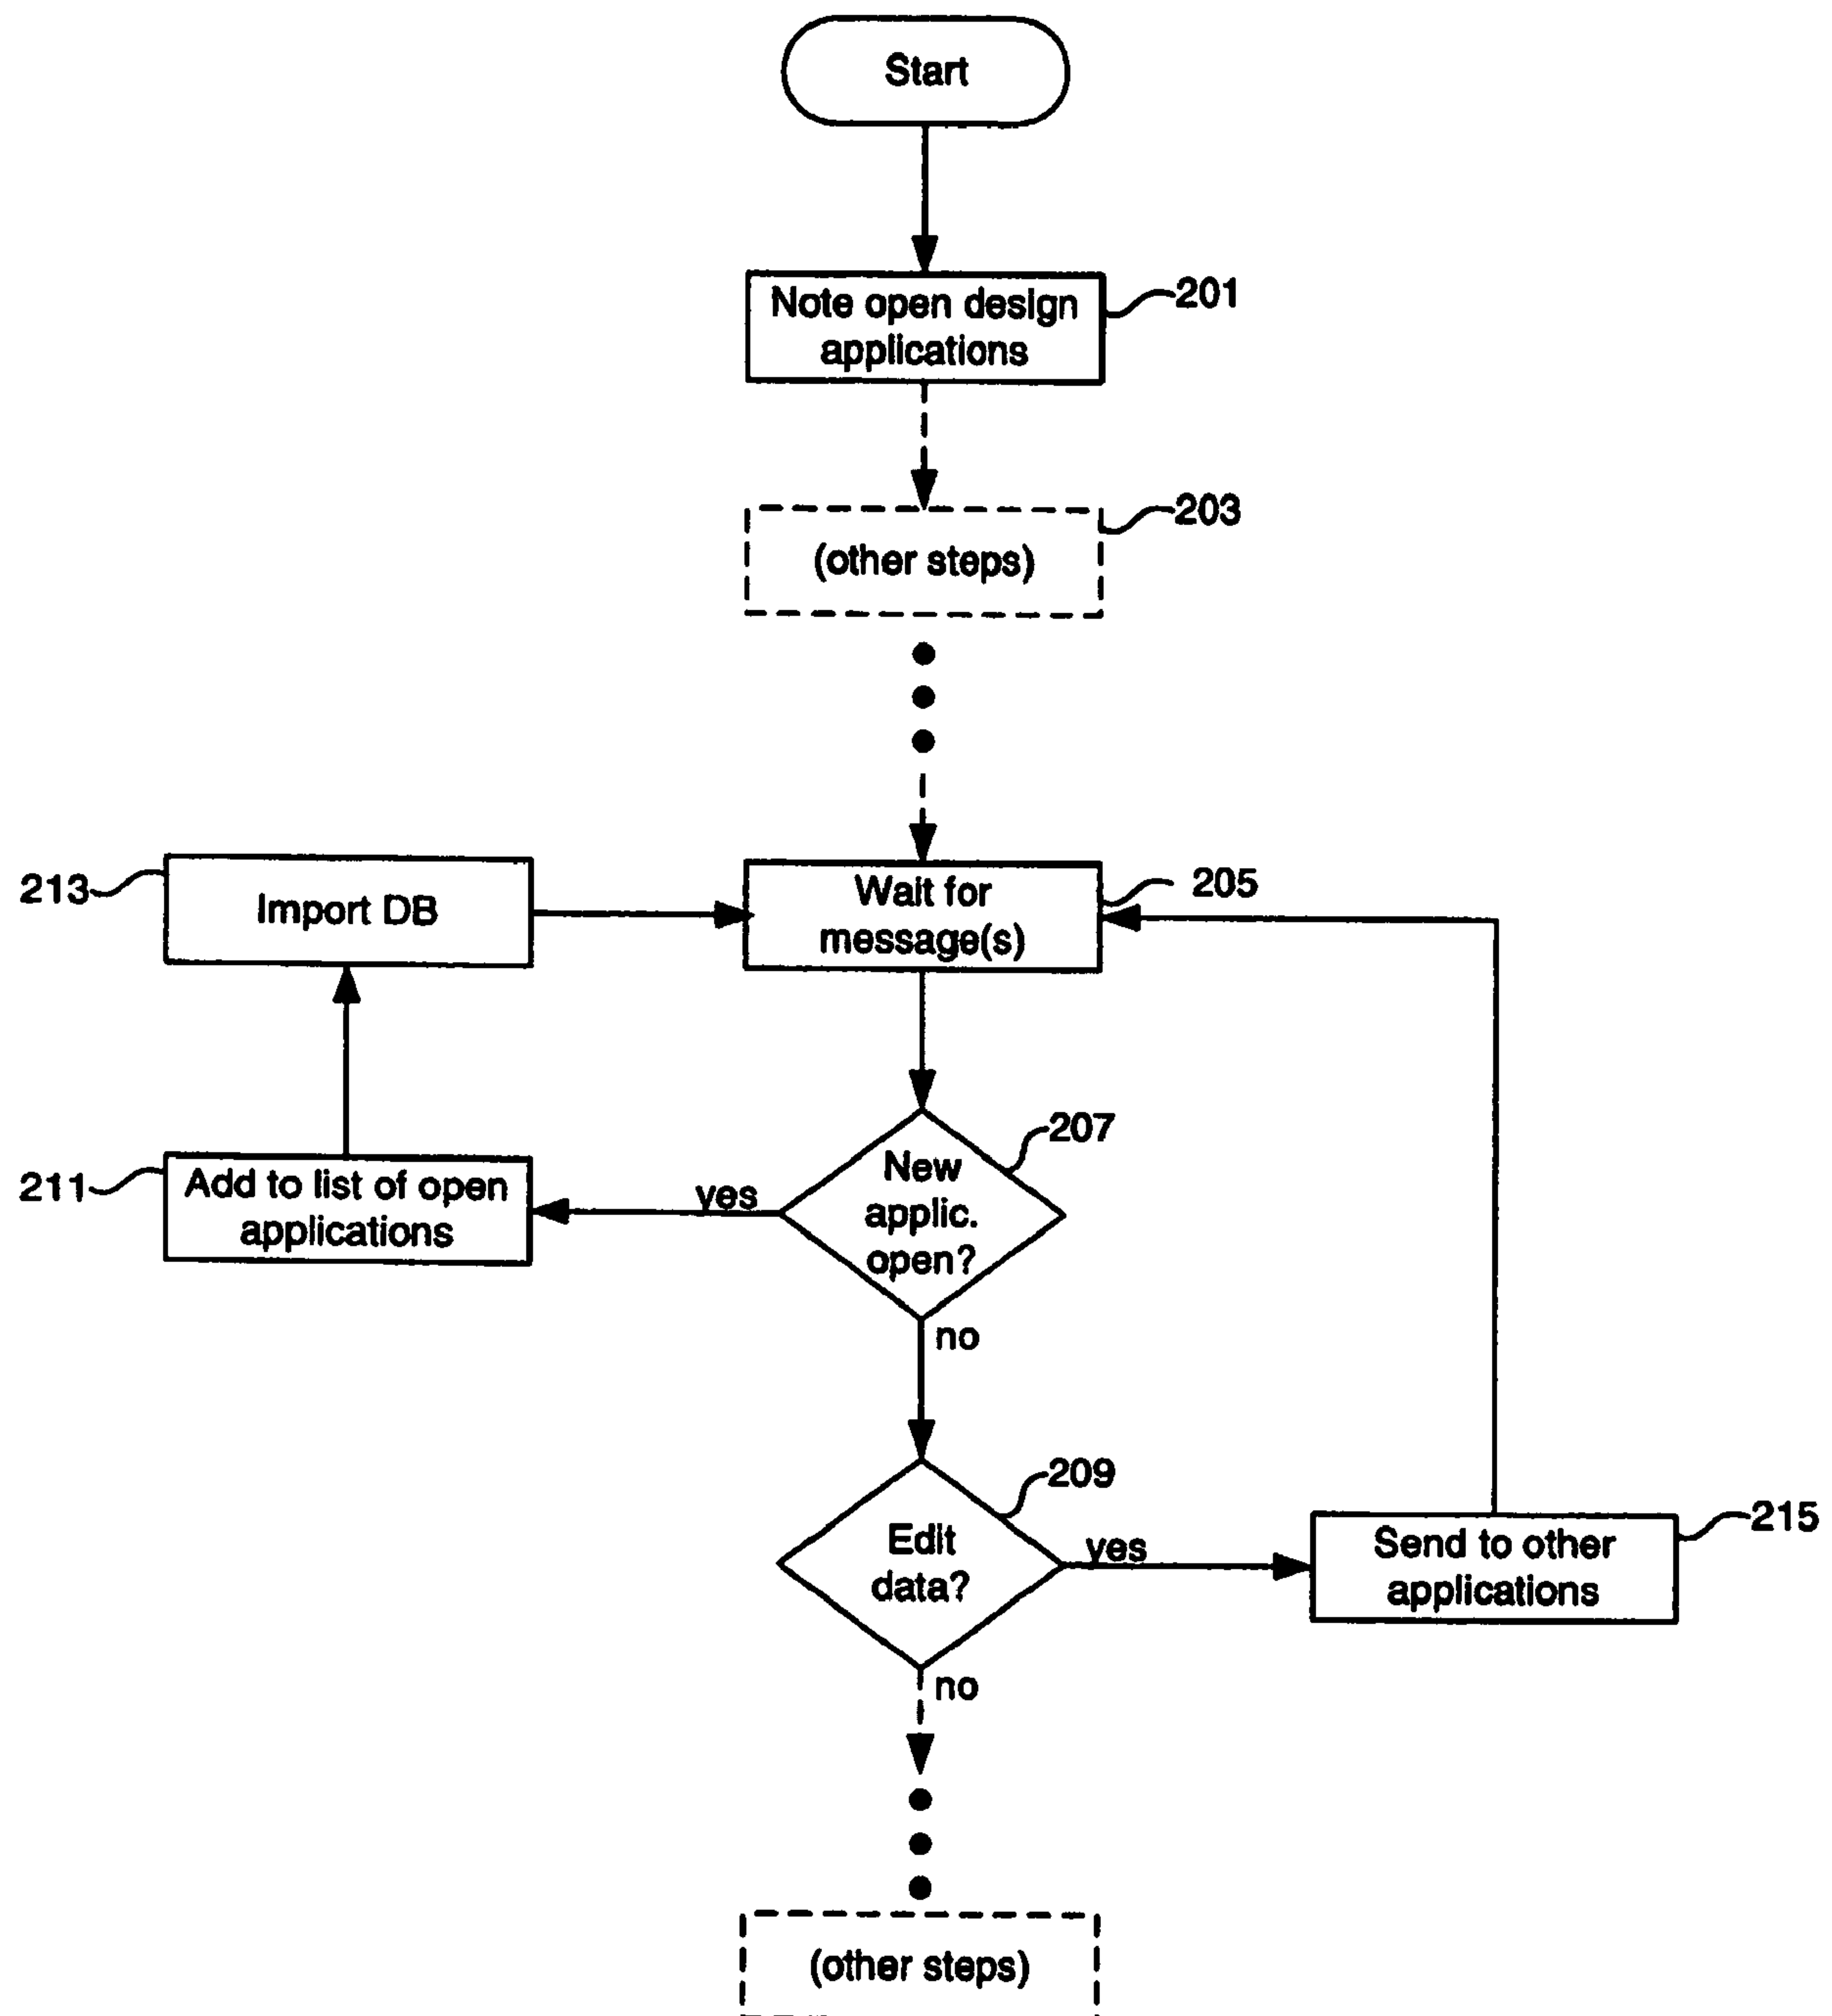 Start
Note open design
applications
201
203
(other steps)
213
Import DB
Wait for
message(s)
205
207
211
Add to list of open
applications
yes
New
applic.
open?
no
209
Edit
data?
yes
Send to other
applications
215
no
(other steps)